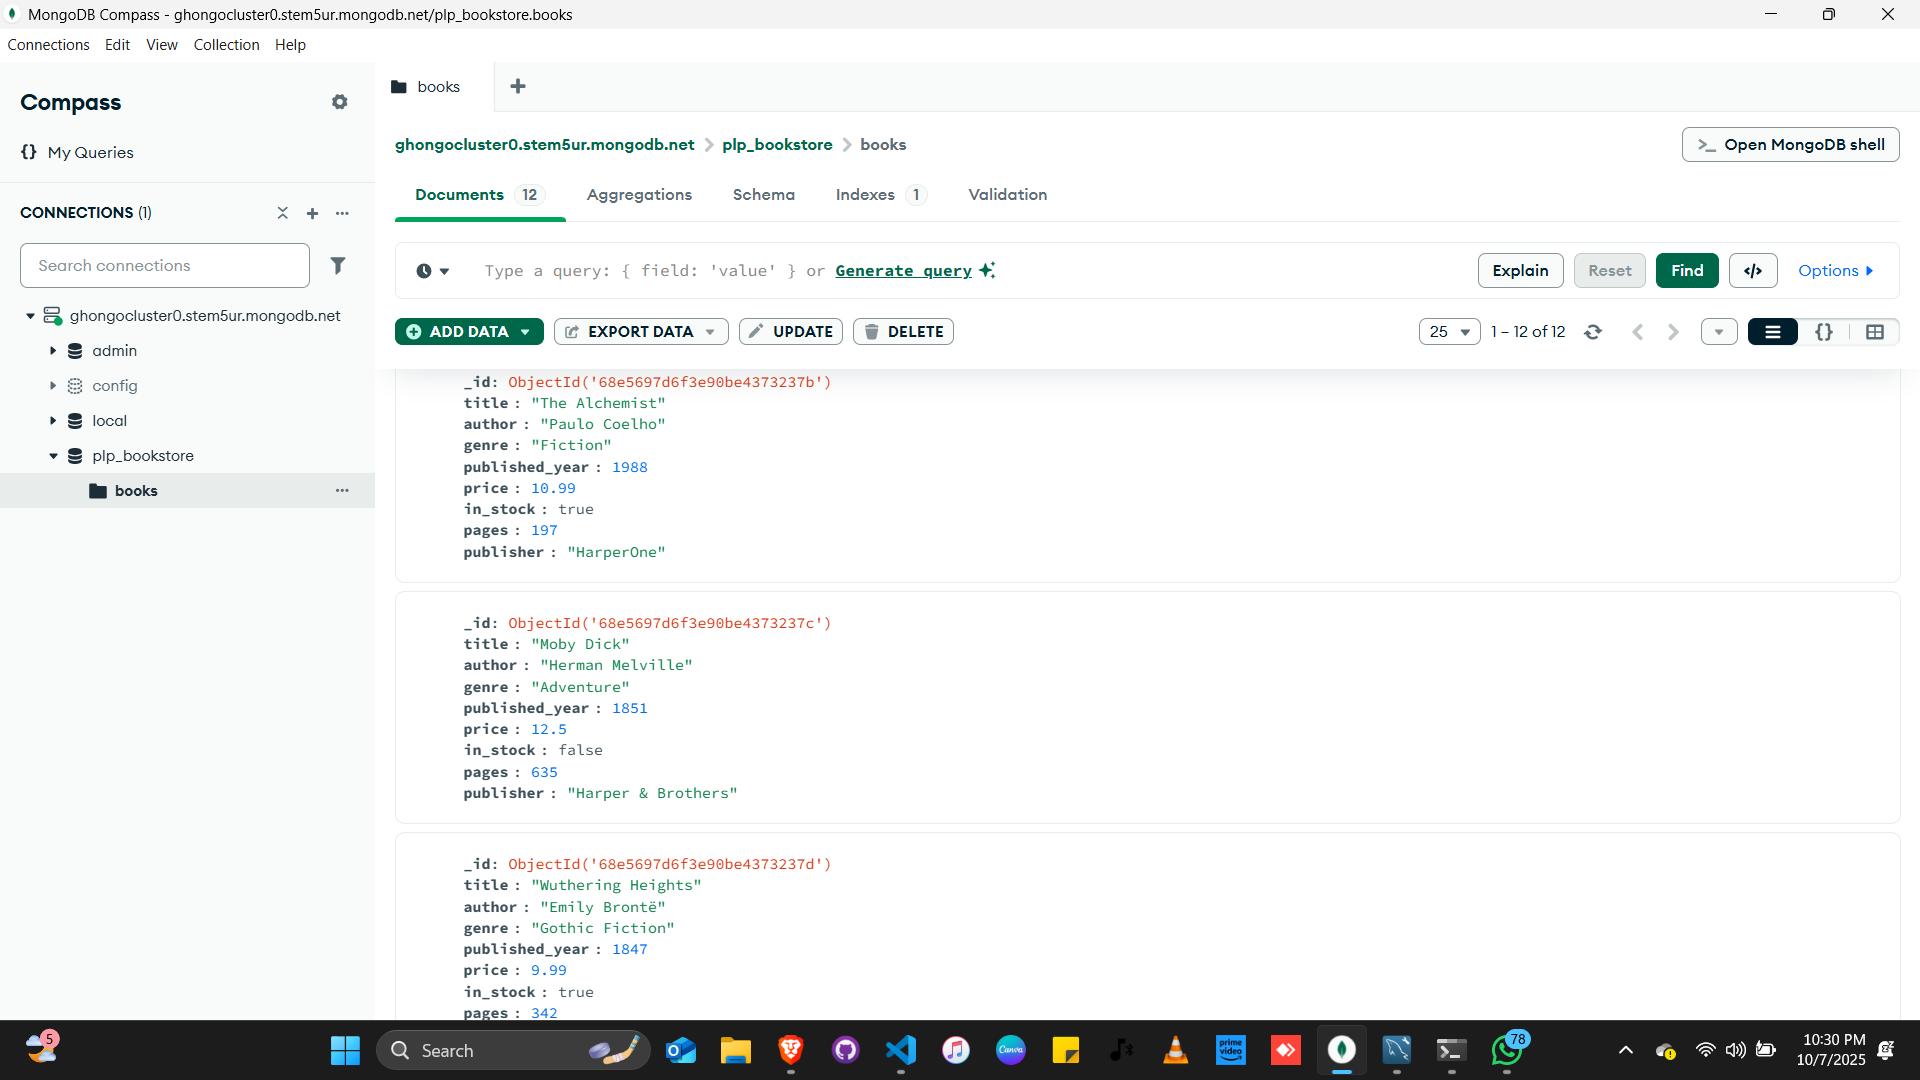 MongoDB Compass - ghongocluster0.stem5ur.mongodb.net/plp_bookstore.books
Connections Edit View Collection Help
Compass
{} My Queries
CONNECTIONS (1)
Search connections
ghongocluster0.stem5ur.mongodb.net
admin
config
local
plp_bookstore
books
books
ghongocluster0.stem5ur.mongodb.net > plp_bookstore > books
>_ Open MongoDB shell
Documents 12 Aggregations Schema Indexes 1 Validation
Type a query: { field: 'value' } or Generate query
Explain Reset Find </> Options
ADD DATA EXPORT DATA UPDATE DELETE
25 1 – 12 of 12 {}
_id: ObjectId('68e5697d6f3e90be4373237b')
title : "The Alchemist"
author : "Paulo Coelho"
genre : "Fiction"
published_year : 1988
price : 10.99
in_stock : true
pages : 197
publisher : "HarperOne"
_id: ObjectId('68e5697d6f3e90be4373237c')
title : "Moby Dick"
author : "Herman Melville"
genre : "Adventure"
published_year : 1851
price : 12.5
in_stock : false
pages : 635
publisher : "Harper & Brothers"
_id: ObjectId('68e5697d6f3e90be4373237d')
title : "Wuthering Heights"
author : "Emily Brontë"
genre : "Gothic Fiction"
published_year : 1847
price : 9.99
in_stock : true
pages : 342
5
Search
Canva
prime video
78
10:30 PM
10/7/2025